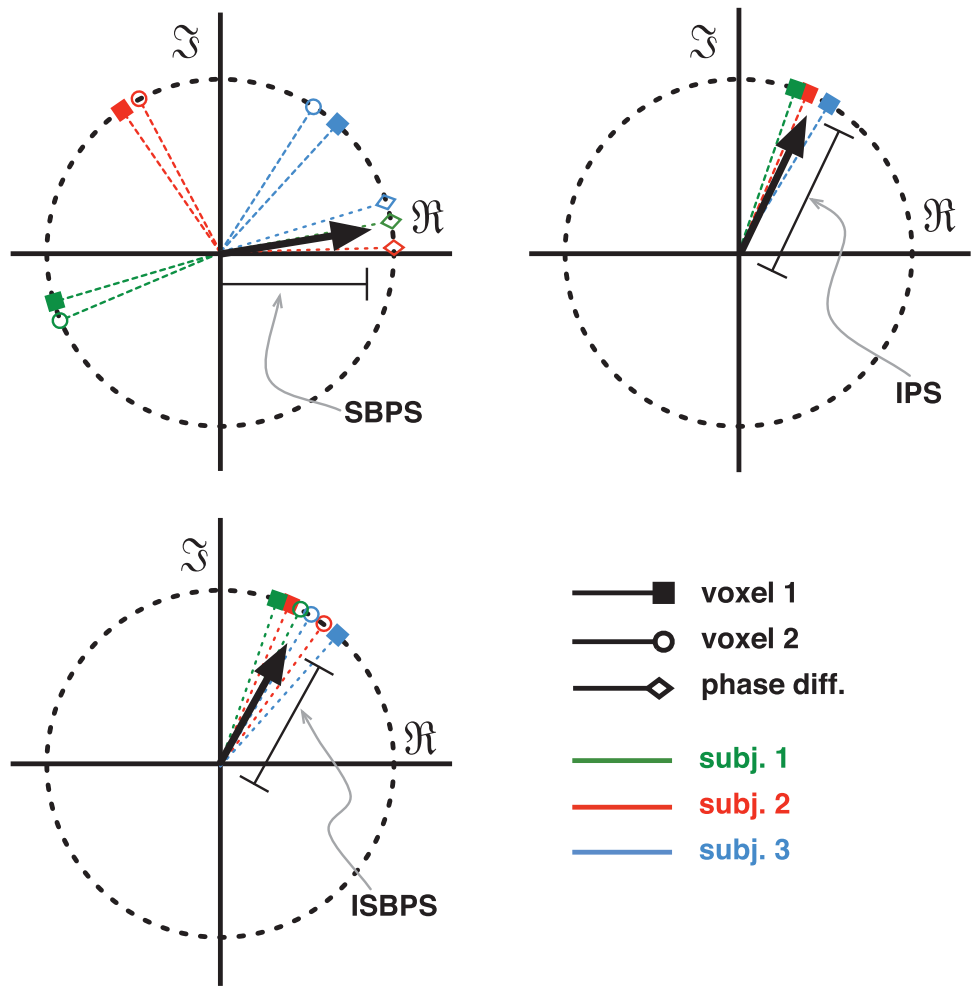 ℑ
ℜ
SBPS
ℑ
ℜ
IPS
ℑ
ℜ
ISBPS
voxel 1
voxel 2
phase diff.
subj. 1
subj. 2
subj. 3